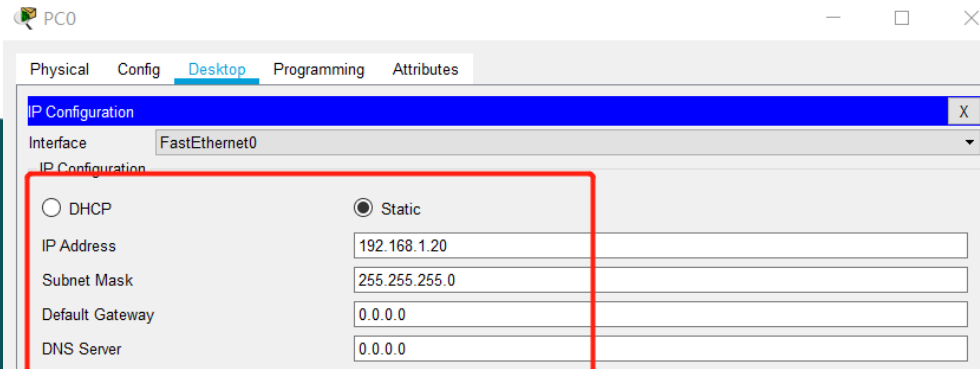 PC0
Physical Config Desktop Programming Attributes
IP Configuration X
Interface FastEthernet0
IP Configuration
DHCP Static
IP Address 192.168.1.20
Subnet Mask 255.255.255.0
Default Gateway 0.0.0.0
DNS Server 0.0.0.0